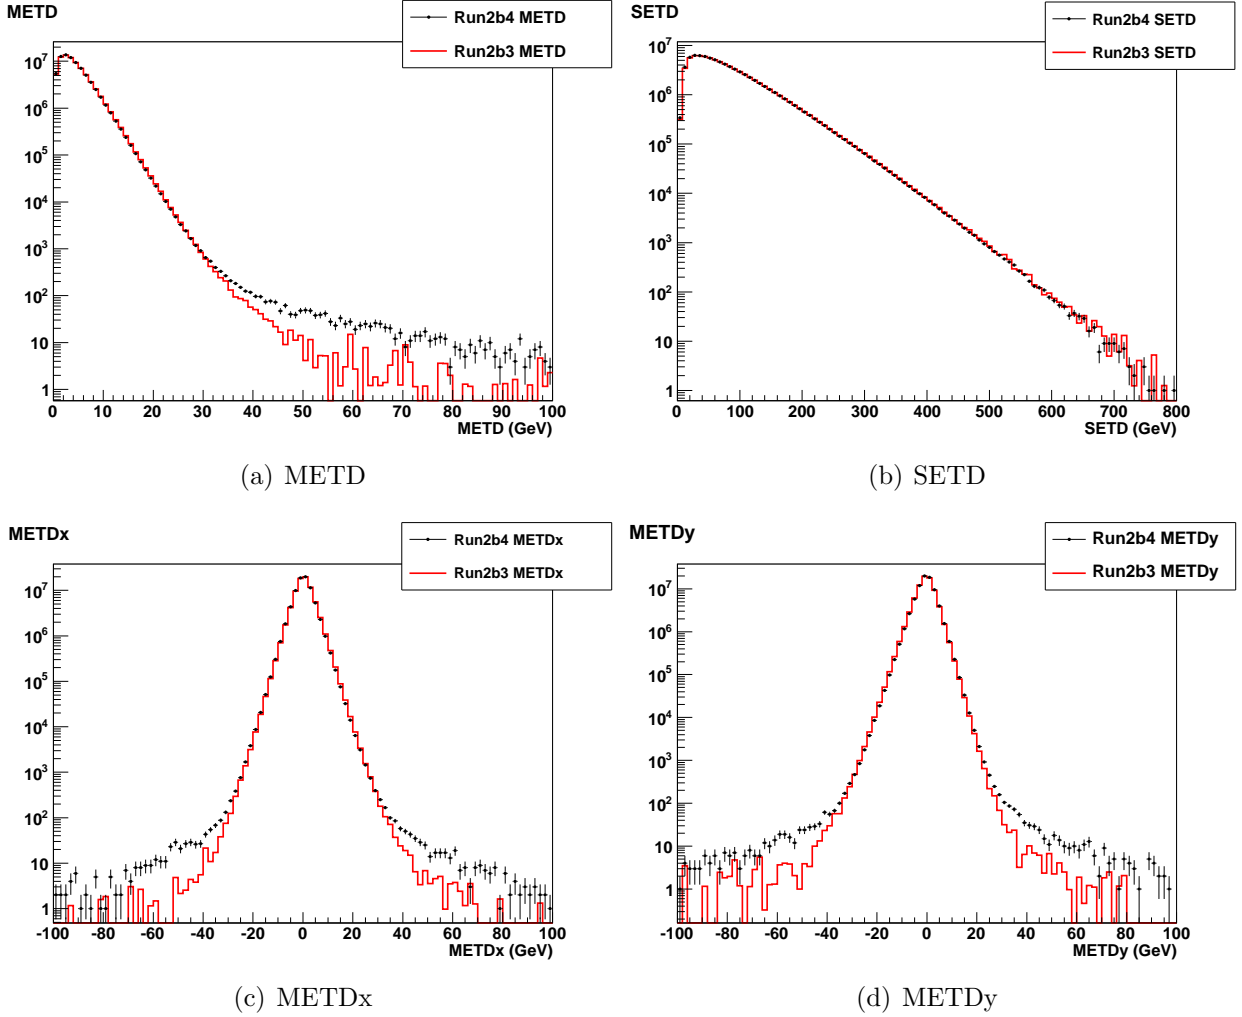 METD
Run2b4 METD
Run2b3 METD
10^7
10^6
10^5
10^4
10^3
10^2
10
1
0 10 20 30 40 50 60 70 80 90 100
METD (GeV)
(a) METD
SETD
Run2b4 SETD
Run2b3 SETD
10^7
10^6
10^5
10^4
10^3
10^2
10
1
0 100 200 300 400 500 600 700 800
SETD (GeV)
(b) SETD
METDx
Run2b4 METDx
Run2b3 METDx
10^7
10^6
10^5
10^4
10^3
10^2
10
1
-100 -80 -60 -40 -20 0 20 40 60 80 100
METDx (GeV)
(c) METDx
METDy
Run2b4 METDy
Run2b3 METDy
10^7
10^6
10^5
10^4
10^3
10^2
10
1
-100 -80 -60 -40 -20 0 20 40 60 80 100
METDy (GeV)
(d) METDy